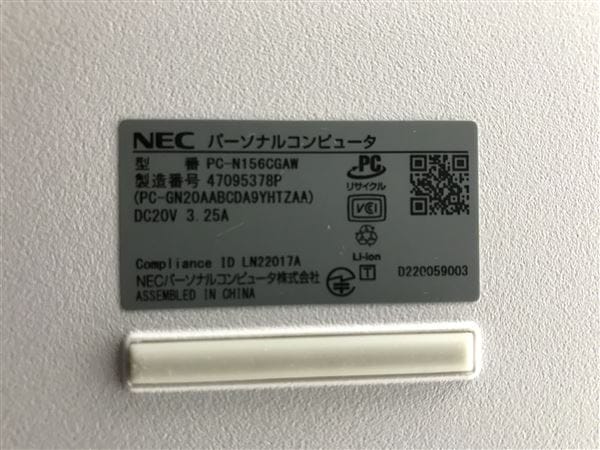 NEC パーソナルコンピュータ
型 番 PC-N156CGAW
製造番号 47095378P
(PC-GN20AABCDA9YHTZAA)
DC20V 3.25A
PC
リサイクル
VCCI
Li-ion
Compliance ID LN22017A
NECパーソナルコンピュータ株式会社
ASSEMBLED IN CHINA
T
D220059003